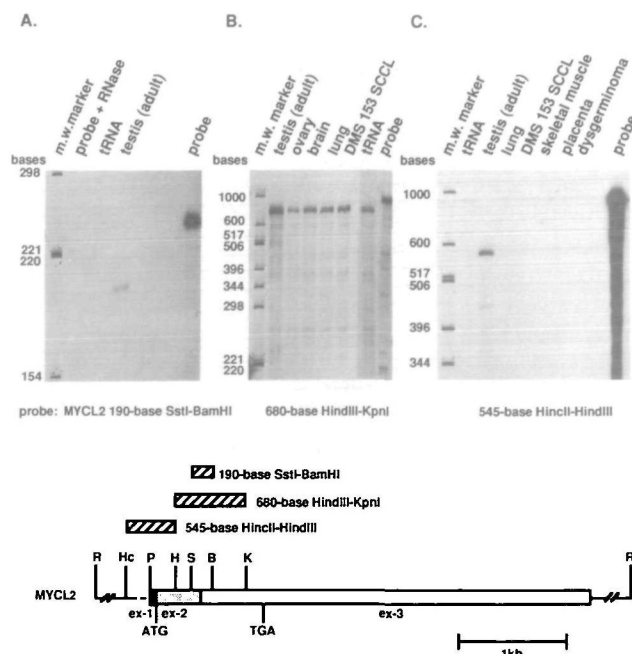 A.
B.
C.
m.w.marker
probe + RNase
tRNA
testis (adult)
probe
m.w. marker
testis (adult)
ovary
brain
lung
DMS 153 SCCL
tRNA
probe
m.w. marker
tRNA
testis (adult)
lung
DMS 153 SCCL
skeletal muscle
placenta
dysgerminoma
probe
bases
298
221
220
154
bases
1000
600
517
506
396
344
298
221
220
bases
1000
600
517
506
396
344
probe: MYCL2 190-base SstI-BamHI
680-base HindIII-KpnI
545-base HincII-HindIII
190-base SstI-BamHI
680-base HindIII-KpnI
545-base HincII-HindIII
R Hc P H S B K R
MYCL2
ex-1 ex-2 ex-3
ATG TGA
1kb